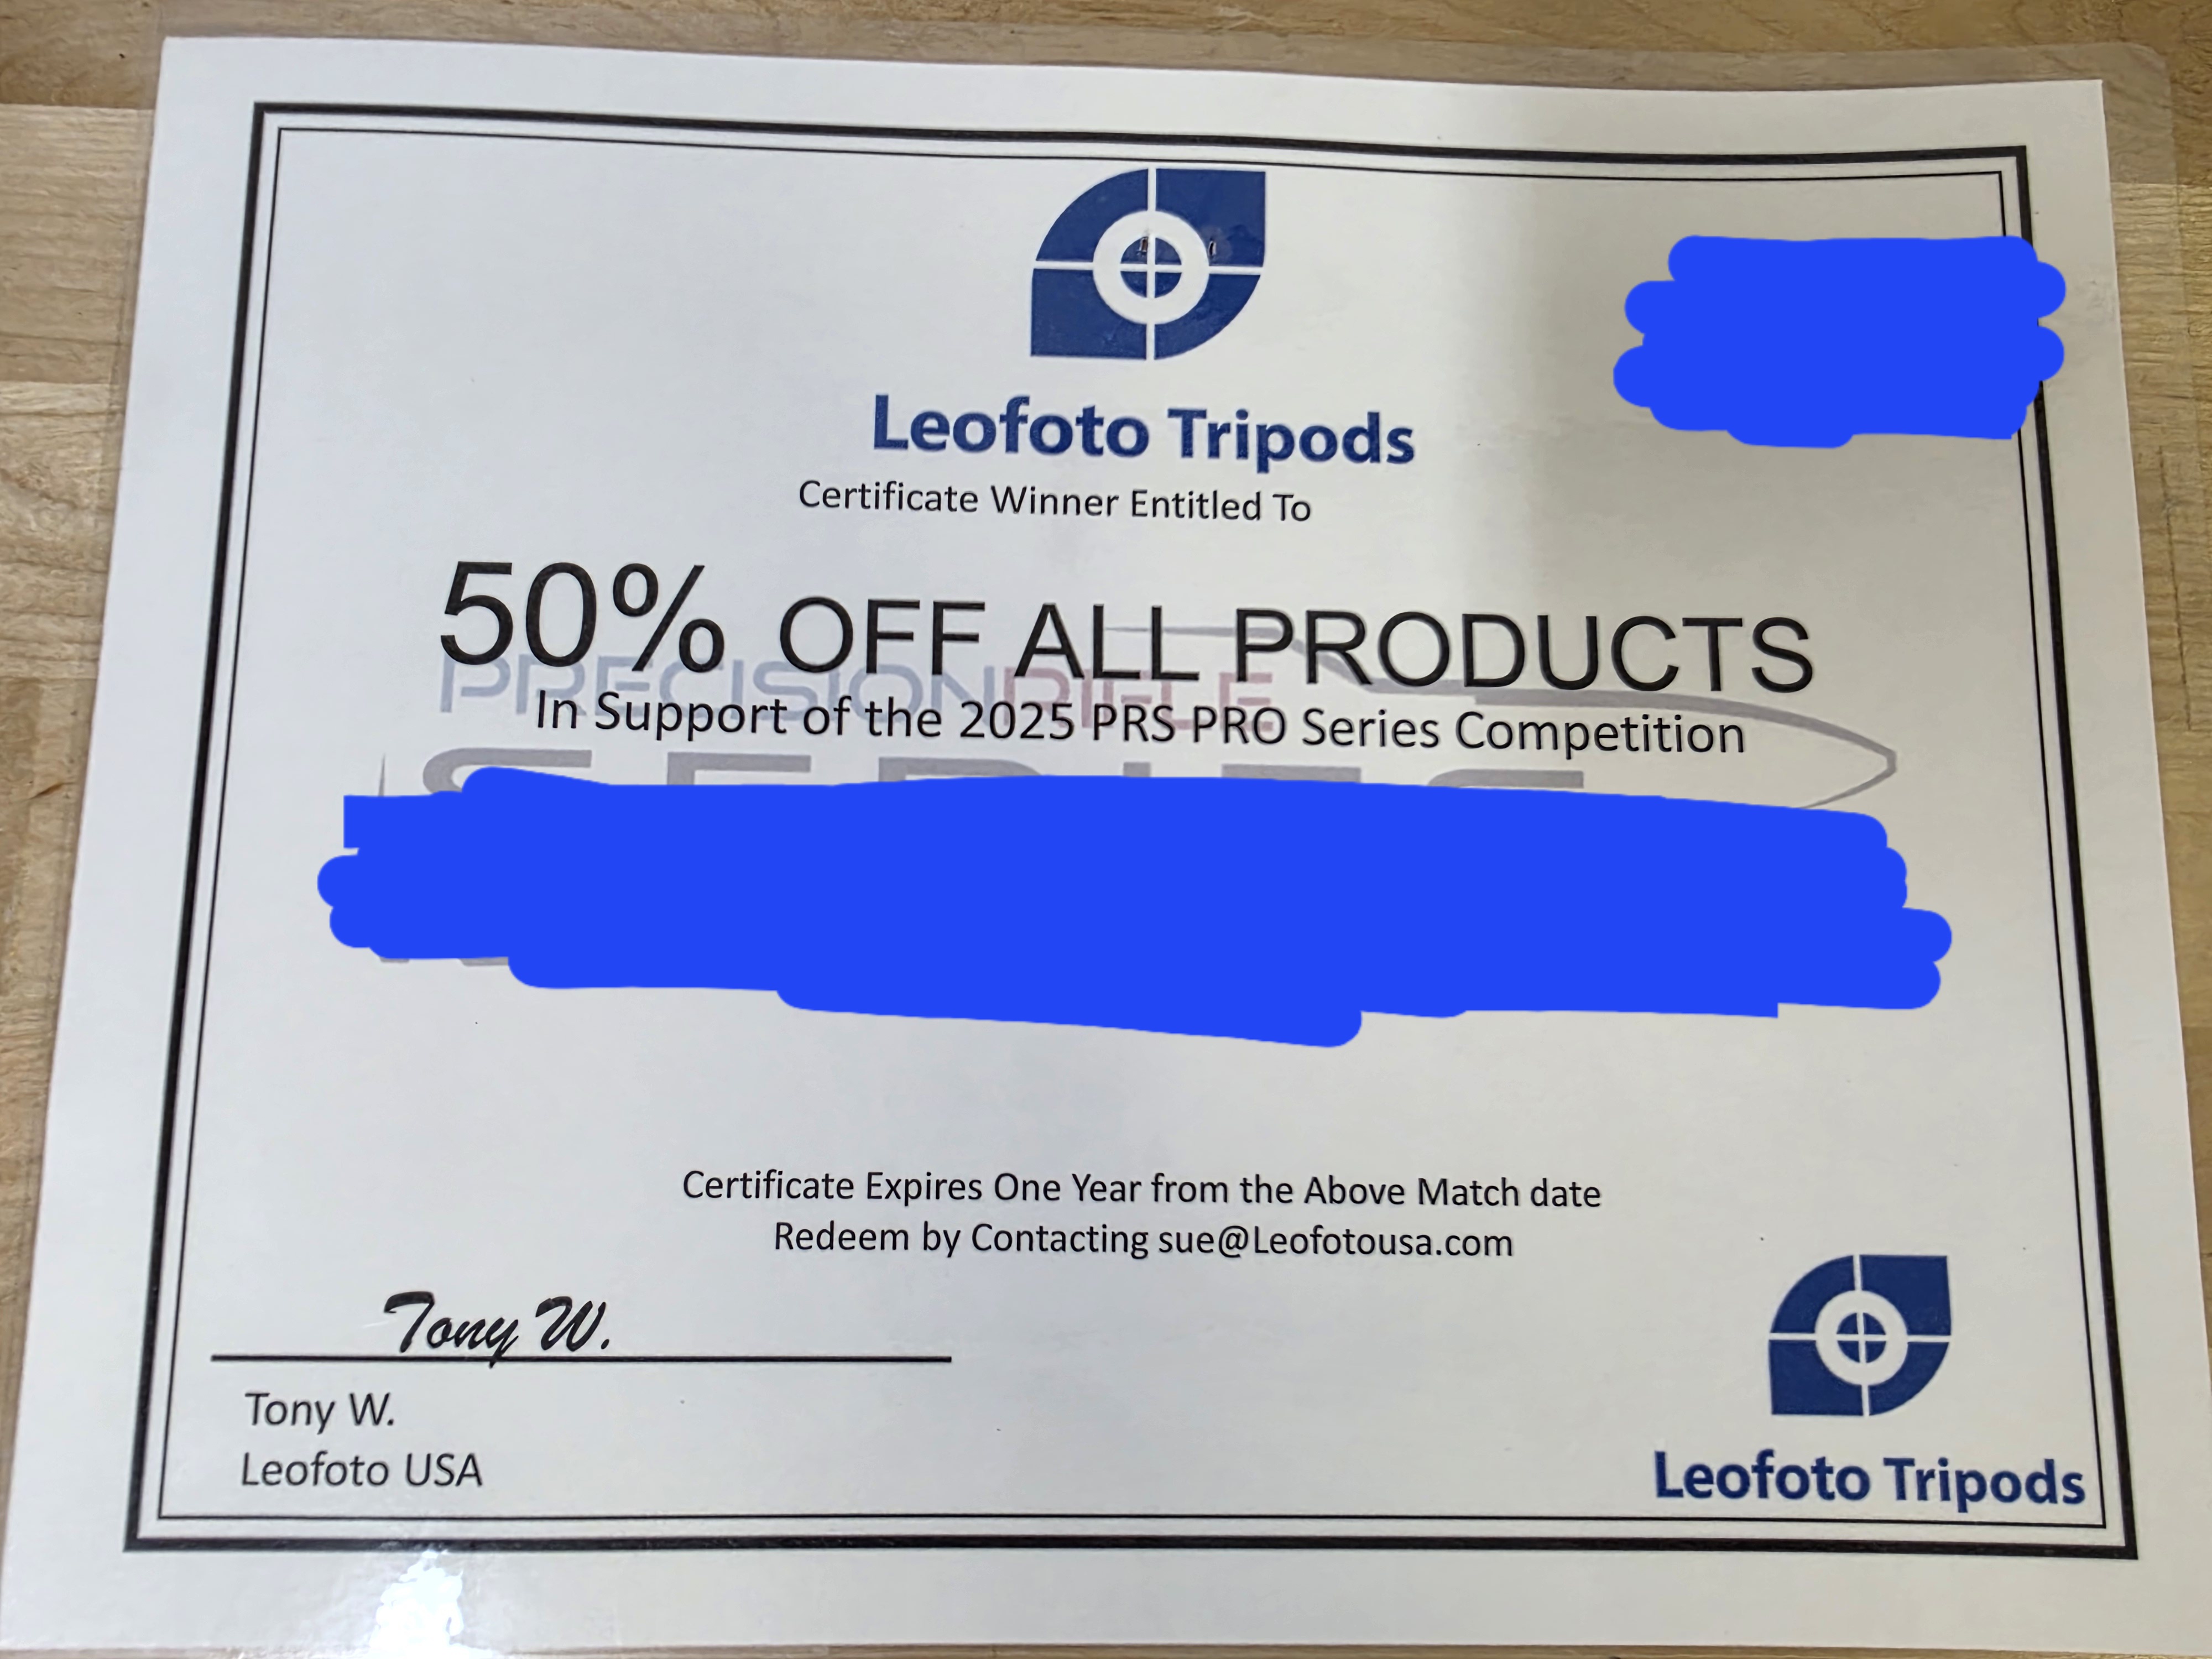 Leofoto Tripods
Certificate Winner Entitled To
50% OFF ALL PRODUCTS
PRECISIONRIFLE
In Support of the 2025 PRS PRO Series Competition
SERIES
Certificate Expires One Year from the Above Match date
Redeem by Contacting sue@Leofotousa.com
Tony W.
Tony W.
Leofoto USA
Leofoto Tripods